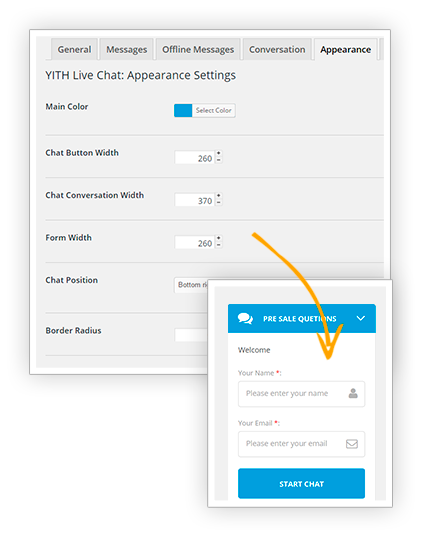 General Messages Offline Messages Conversation Appearance
YITH Live Chat: Appearance Settings
Main Color Select Color
Chat Button Width 260
Chat Conversation Width 370
Form Width 260
Chat Position Bottom ri
Border Radius
PRE SALE QUETIONS
Welcome
Your Name *:
Please enter your name
Your Email *:
Please enter your email
START CHAT